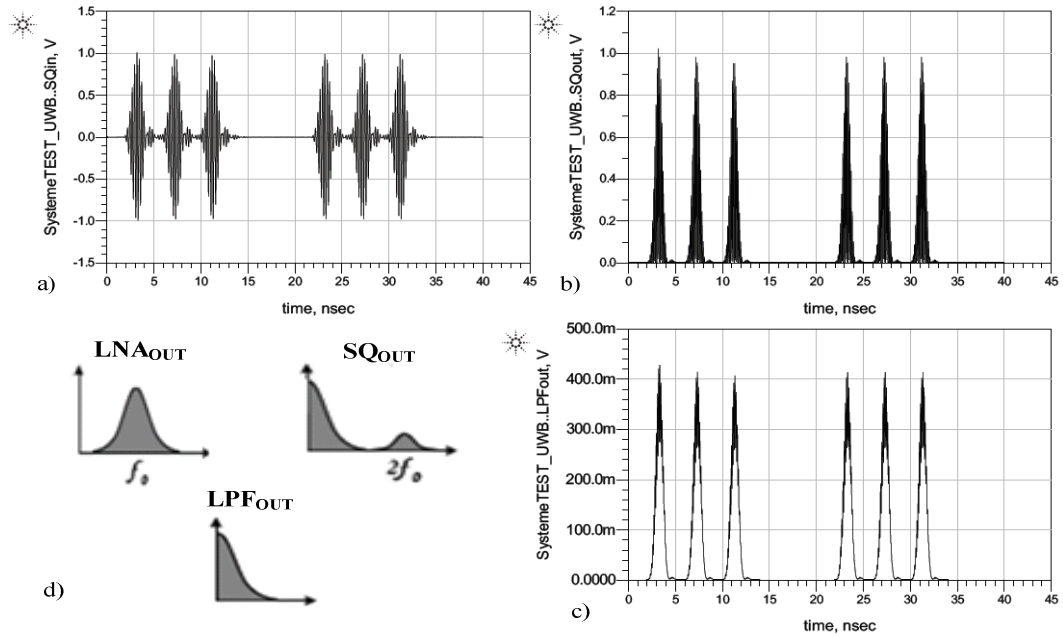 SystemeTEST_UWB..SQin, V
1.5
1.0
0.5
0.0
-0.5
-1.0
-1.5
0 5 10 15 20 25 30 35 40 45
time, nsec
a)
SystemeTEST_UWB..SQout, V
1.2
1.0
0.8
0.6
0.4
0.2
0.0
0 5 10 15 20 25 30 35 40 45
time, nsec
b)
LNAOUT
f0
SQOUT
2f0
LPFOUT
d)
SystemeTEST_UWB..LPFout, V
500.0m
400.0m
300.0m
200.0m
100.0m
0.0000
0 5 10 15 20 25 30 35 40 45
time, nsec
c)